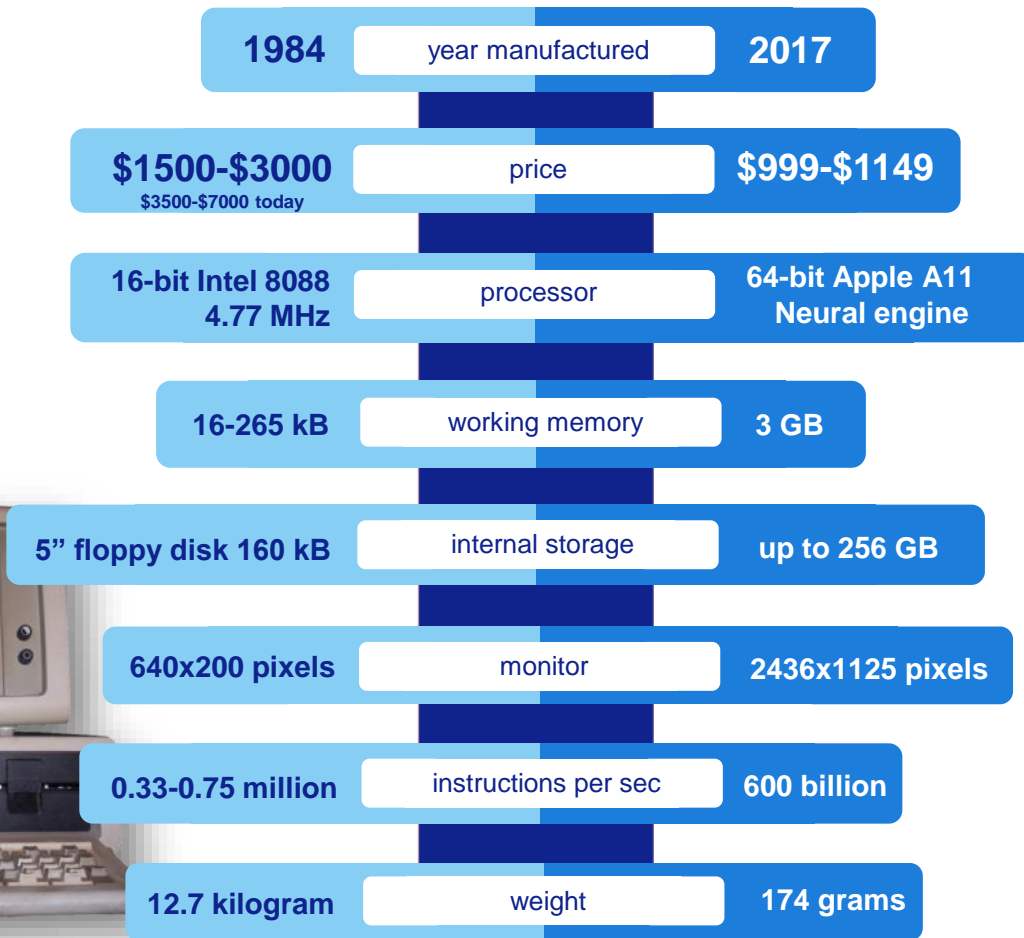 1984 year manufactured 2017
$1500-$3000 price $999-$1149
$3500-$7000 today
16-bit Intel 8088 processor 64-bit Apple A11
4.77 MHz Neural engine
16-265 kB working memory 3 GB
5” floppy disk 160 kB internal storage up to 256 GB
640x200 pixels monitor 2436x1125 pixels
0.33-0.75 million instructions per sec 600 billion
12.7 kilogram weight 174 grams